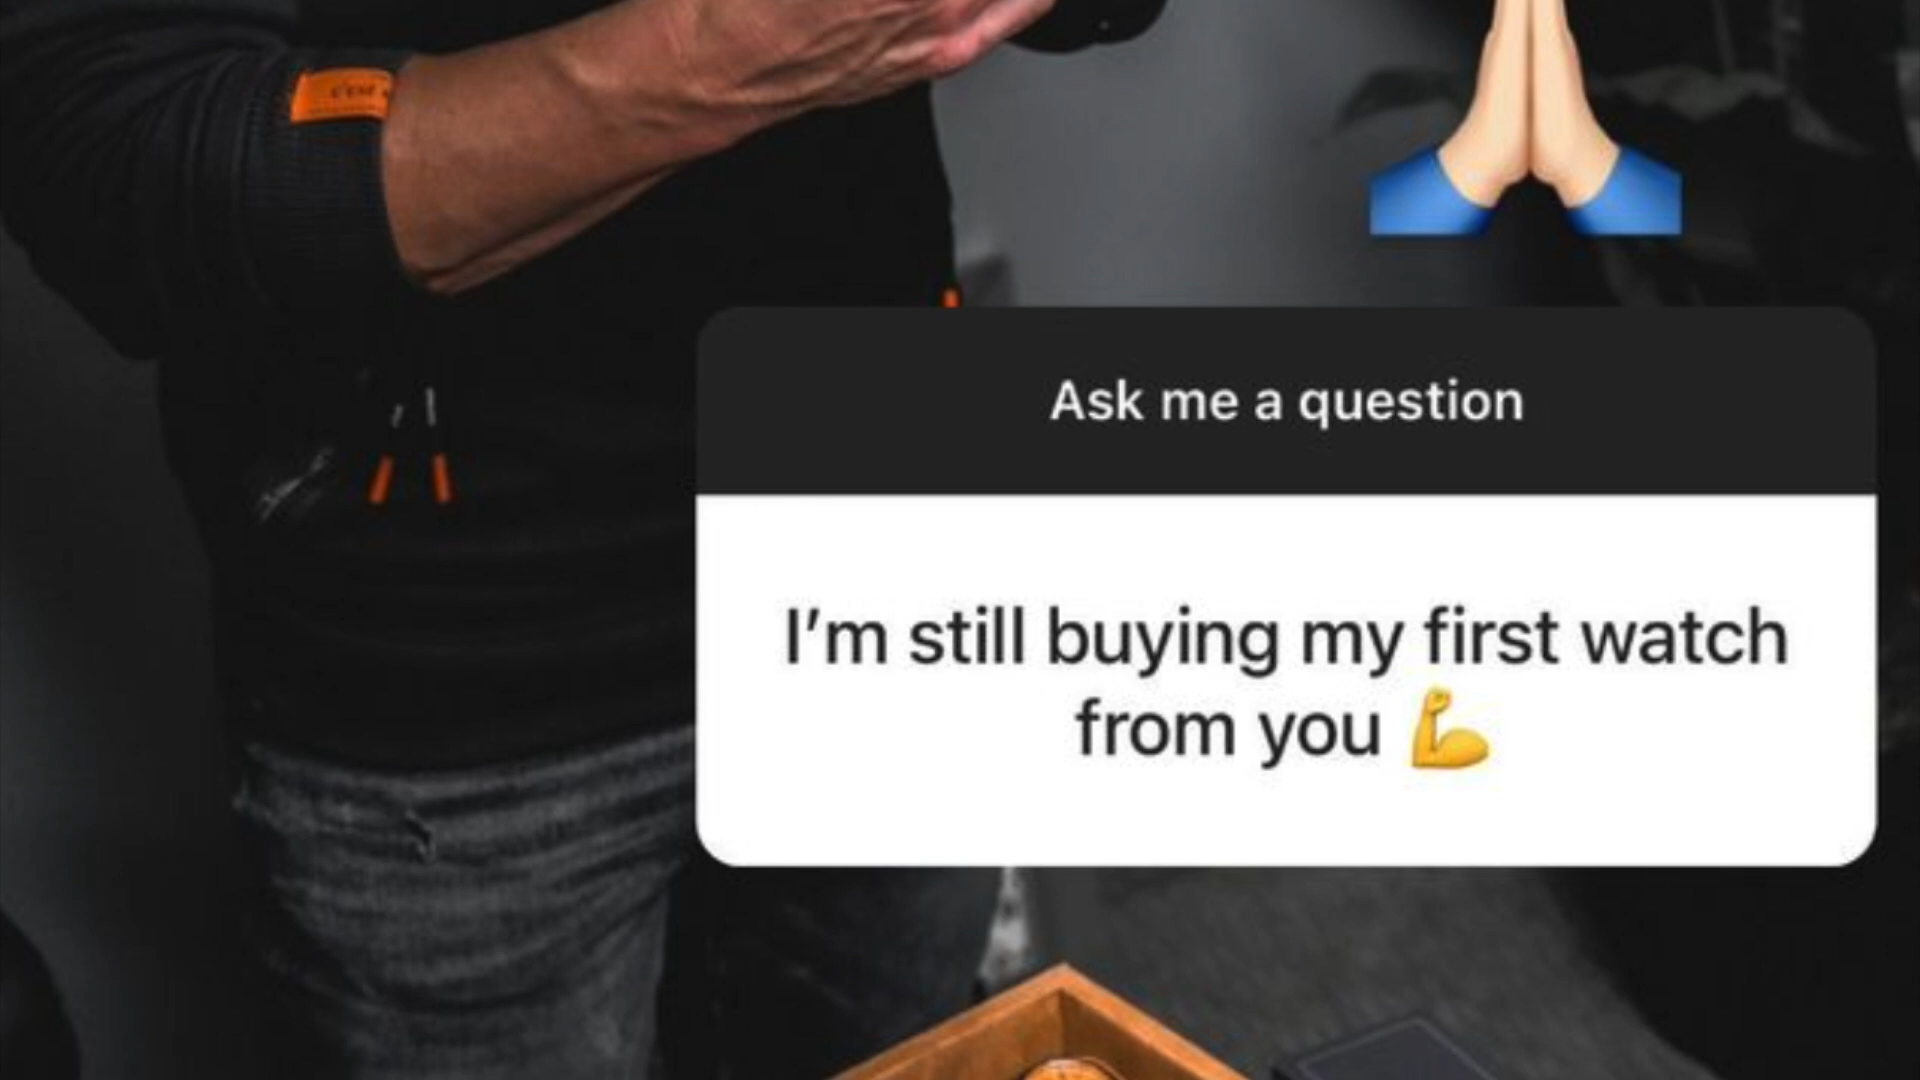 Ask me a question
I'm still buying my first watch
from you 💪